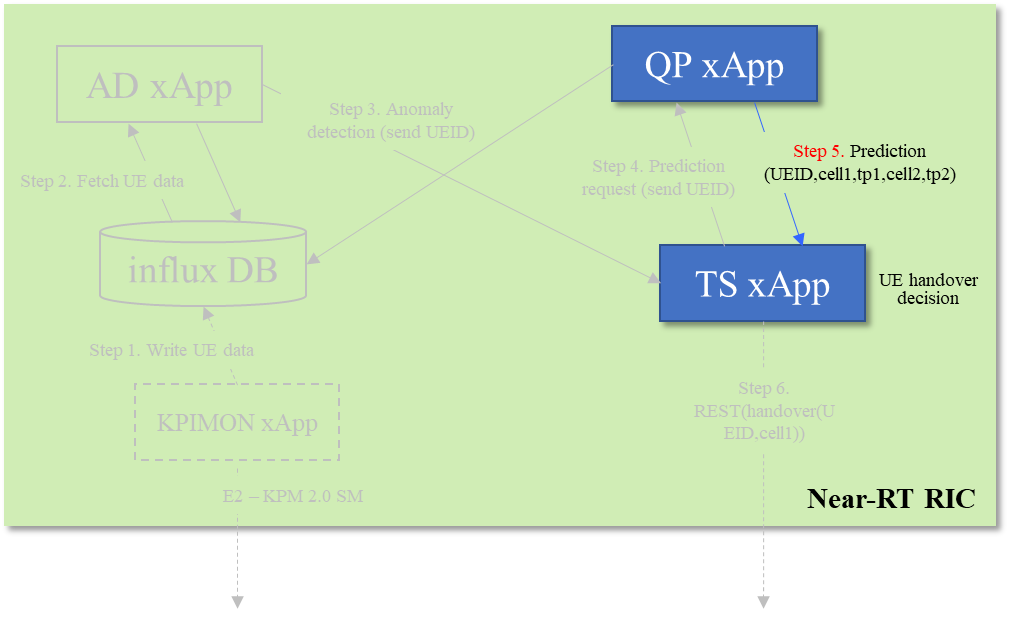 AD xApp
QP xApp
Step 3. Anomaly
detection (send UEID)
Step 5. Prediction
(UEID,cell1,tp1,cell2,tp2)
Step 4. Prediction
request (send UEID)
Step 2. Fetch UE data
influx DB
TS xApp
UE handover
decision
Step 1. Write UE data
KPIMON xApp
Step 6.
REST(handover(U
EID,cell1))
E2 – KPM 2.0 SM
Near-RT RIC